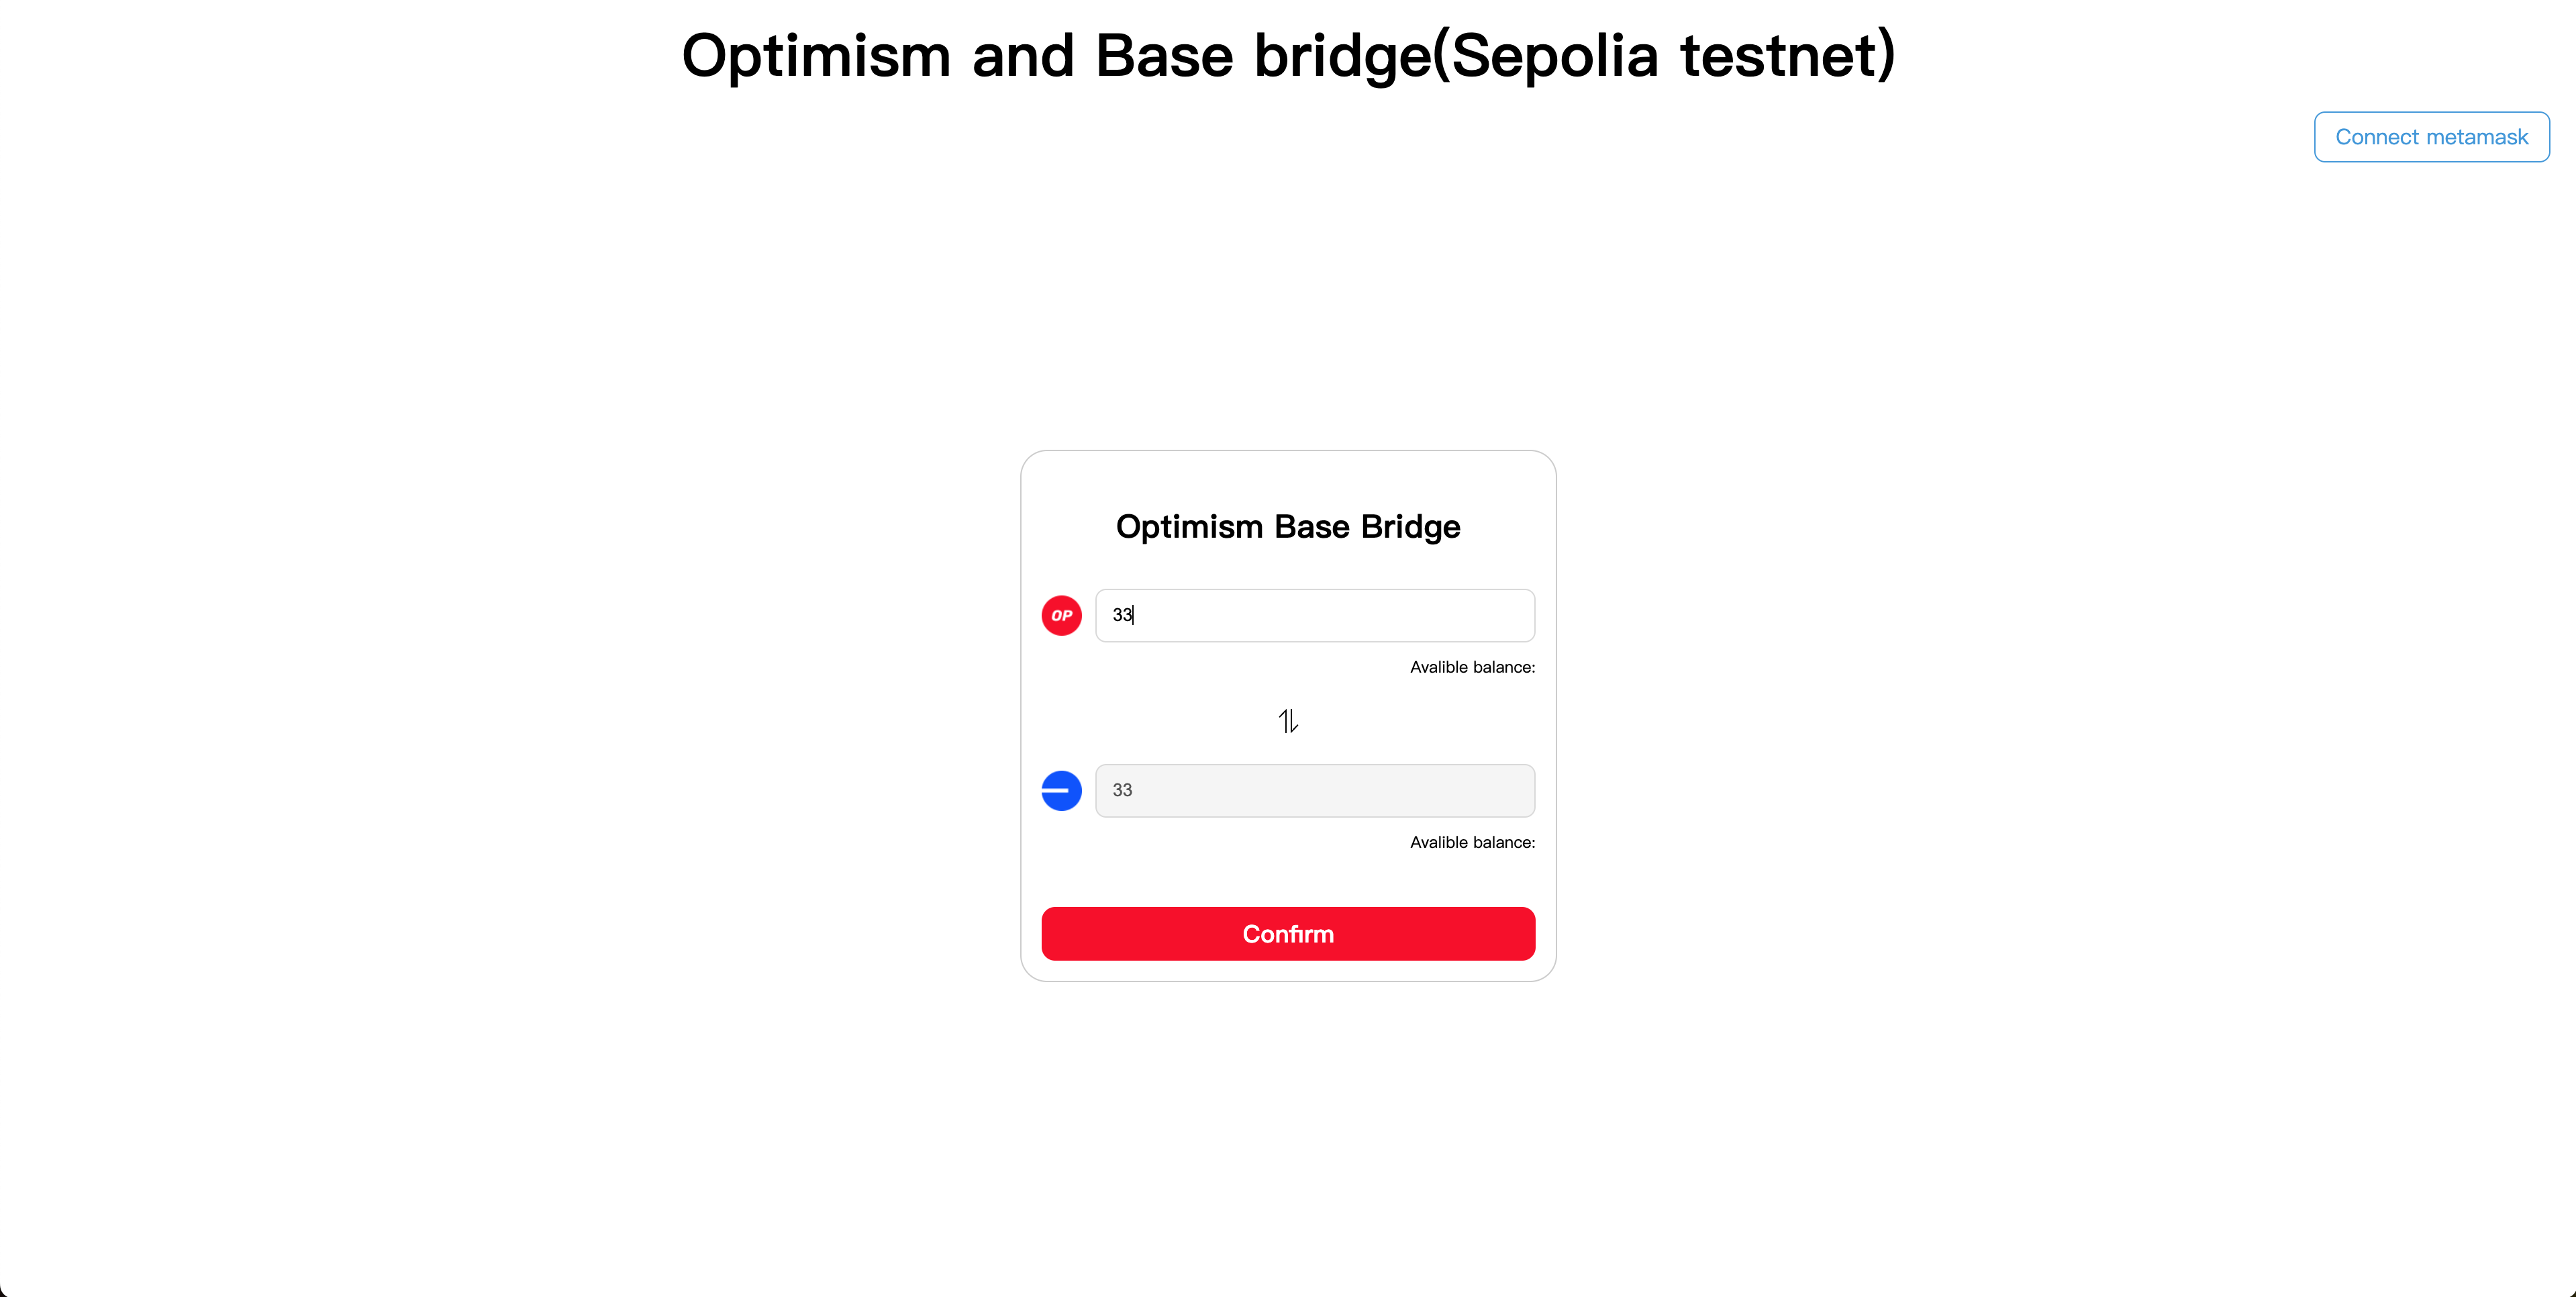 Optimism and Base bridge(Sepolia testnet)
Connect metamask
Optimism Base Bridge
OP
33
Avalible balance:
33
Avalible balance:
Confirm